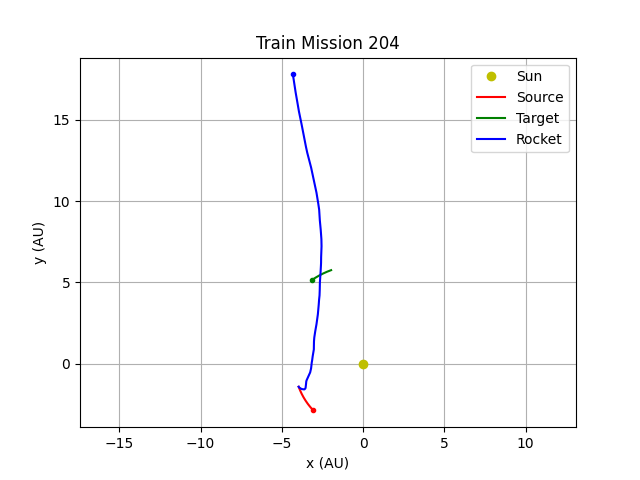 Train Mission 204
Sun
Source
Target
Rocket
15
10
5
0
y (AU)
−15
−10
−5
0
5
10
x (AU)